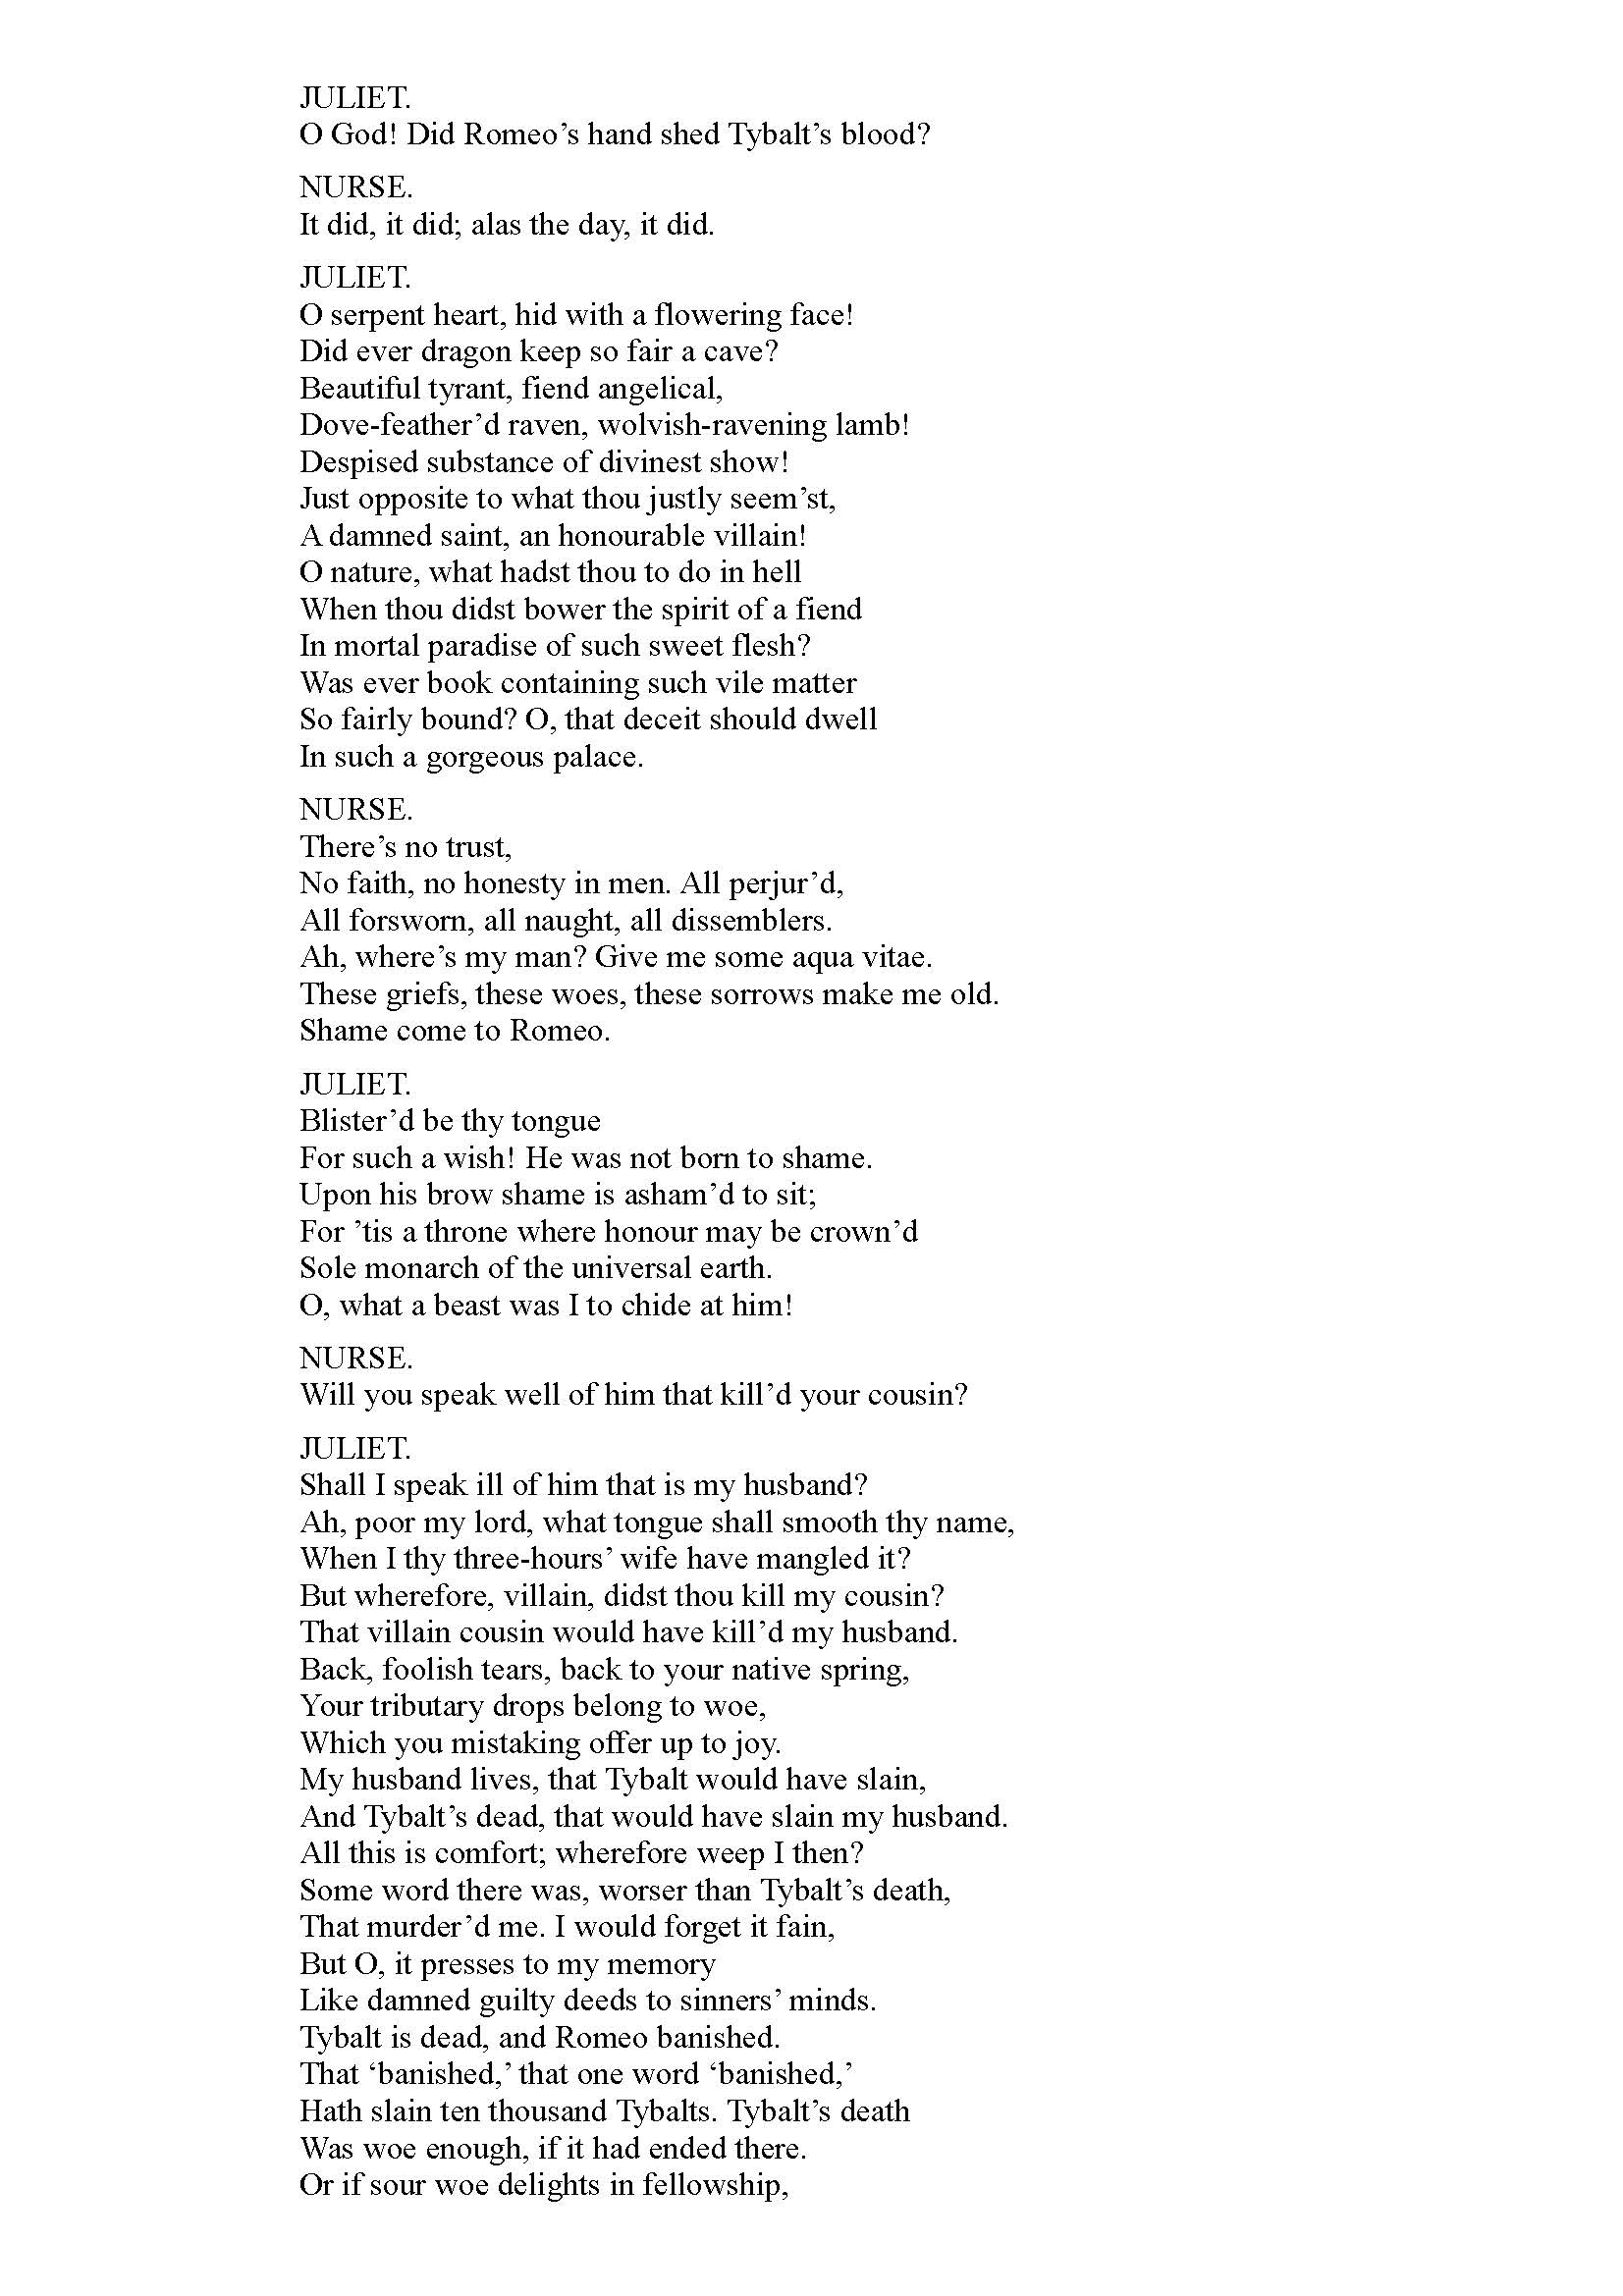 JULIET.
O God! Did Romeo’s hand shed Tybalt’s blood?
NURSE.
It did, it did; alas the day, it did.
JULIET.
O serpent heart, hid with a flowering face!
Did ever dragon keep so fair a cave?
Beautiful tyrant, fiend angelical,
Dove-feather’d raven, wolvish-ravening lamb!
Despised substance of divinest show!
Just opposite to what thou justly seem’st,
A damned saint, an honourable villain!
O nature, what hadst thou to do in hell
When thou didst bower the spirit of a fiend
In mortal paradise of such sweet flesh?
Was ever book containing such vile matter
So fairly bound? O, that deceit should dwell
In such a gorgeous palace.
NURSE.
There’s no trust,
No faith, no honesty in men. All perjur’d,
All forsworn, all naught, all dissemblers.
Ah, where’s my man? Give me some aqua vitae.
These griefs, these woes, these sorrows make me old.
Shame come to Romeo.
JULIET.
Blister’d be thy tongue
For such a wish! He was not born to shame.
Upon his brow shame is asham’d to sit;
For ’tis a throne where honour may be crown’d
Sole monarch of the universal earth.
O, what a beast was I to chide at him!
NURSE.
Will you speak well of him that kill’d your cousin?
JULIET.
Shall I speak ill of him that is my husband?
Ah, poor my lord, what tongue shall smooth thy name,
When I thy three-hours’ wife have mangled it?
But wherefore, villain, didst thou kill my cousin?
That villain cousin would have kill’d my husband.
Back, foolish tears, back to your native spring,
Your tributary drops belong to woe,
Which you mistaking offer up to joy.
My husband lives, that Tybalt would have slain,
And Tybalt’s dead, that would have slain my husband.
All this is comfort; wherefore weep I then?
Some word there was, worser than Tybalt’s death,
That murder’d me. I would forget it fain,
But O, it presses to my memory
Like damned guilty deeds to sinners’ minds.
Tybalt is dead, and Romeo banished.
That ‘banished,’ that one word ‘banished,’
Hath slain ten thousand Tybalts. Tybalt’s death
Was woe enough, if it had ended there.
Or if sour woe delights in fellowship,